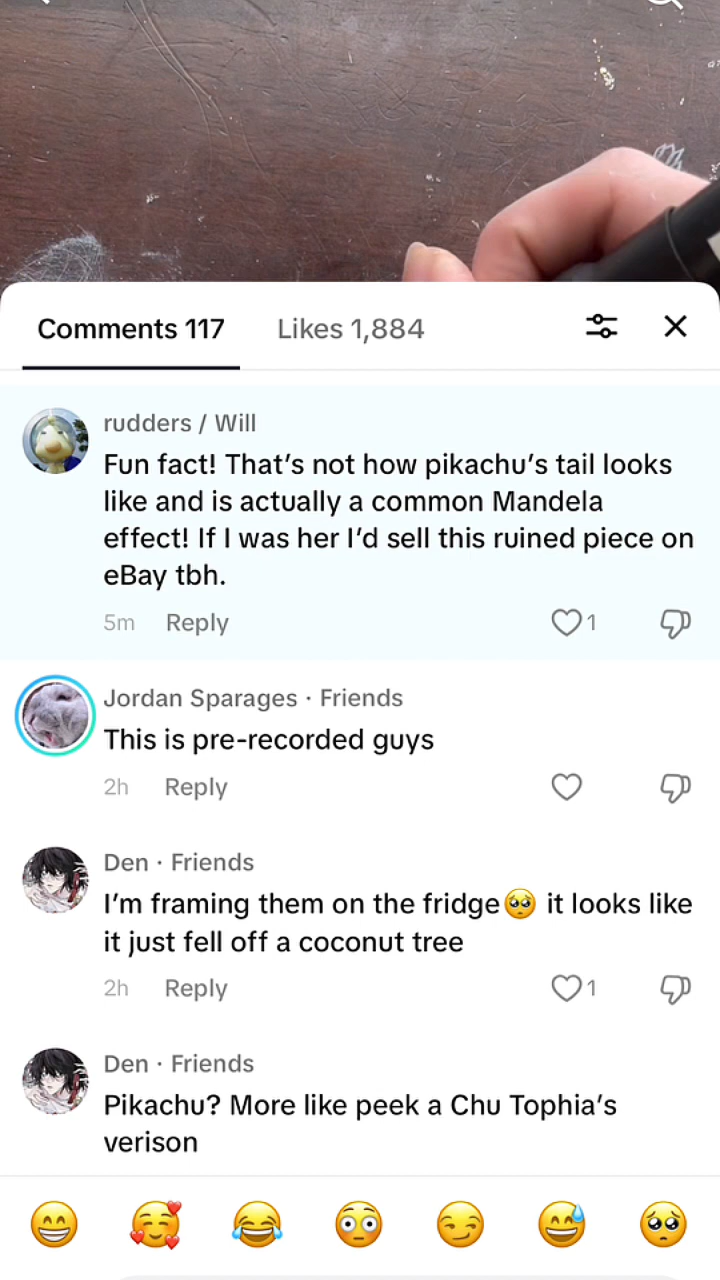 Comments 117
Likes 1,884
rudders / Will
Fun fact! That’s not how pikachu’s tail looks
like and is actually a common Mandela
effect! If I was her I’d sell this ruined piece on
eBay tbh.
5m Reply 1
Jordan Sparages · Friends
This is pre-recorded guys
2h Reply
Den · Friends
I’m framing them on the fridge🥺 it looks like
it just fell off a coconut tree
2h Reply 1
Den · Friends
Pikachu? More like peek a Chu Tophia’s
verison